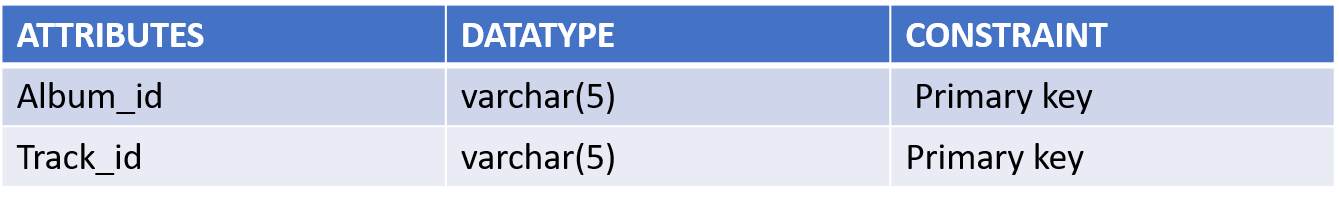 ATTRIBUTES DATATYPE CONSTRAINT
Album_id varchar(5) Primary key
Track_id varchar(5) Primary key